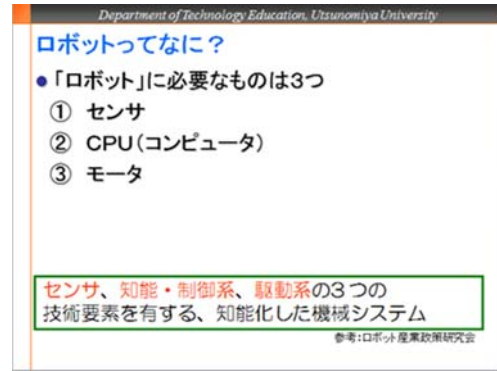 Department of Technology Education, Utsunomiya University
ロボットってなに？
●「ロボット」に必要なものは3つ
① センサ
② CPU（コンピュータ）
③ モータ
センサ、知能・制御系、駆動系の３つの
技術要素を有する、知能化した機械システム
参考：ロボット産業政策研究会